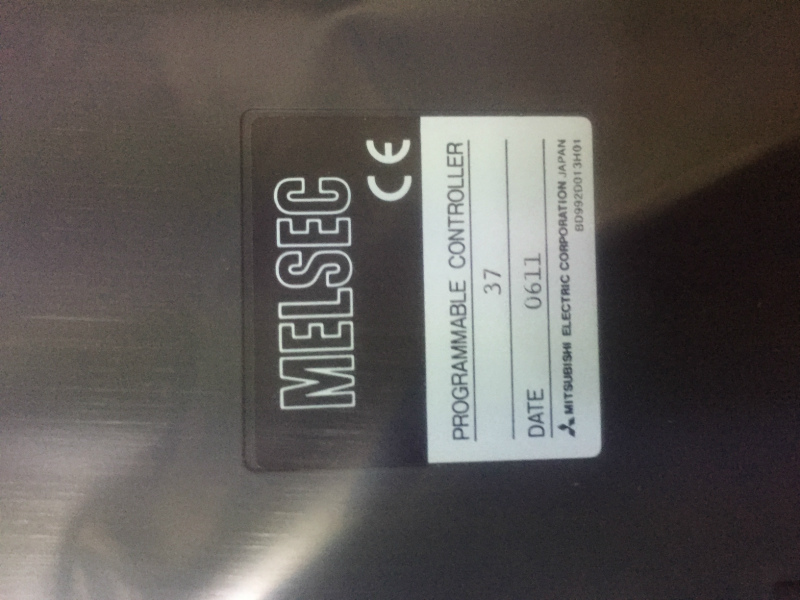 MELSEC
CE
PROGRAMMABLE CONTROLLER
37
DATE 0611
MITSUBISHI ELECTRIC CORPORATION JAPAN
BD992D013H01